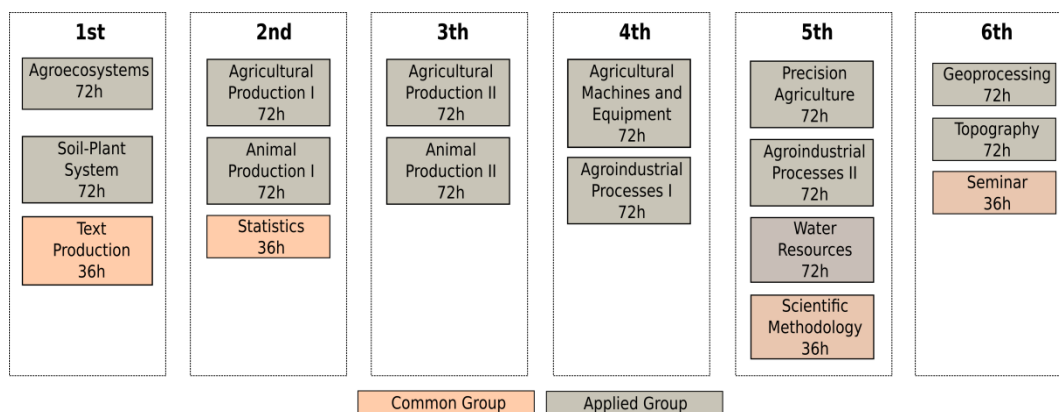 1st
Agroecosystems
72h
Soil-Plant
System
72h
Text
Production
36h
2nd
Agricultural
Production I
72h
Animal
Production I
72h
Statistics
36h
3th
Agricultural
Production II
72h
Animal
Production II
72h
4th
Agricultural
Machines and
Equipment
72h
Agroindustrial
Processes I
72h
5th
Precision
Agriculture
72h
Agroindustrial
Processes II
72h
Water
Resources
72h
Scientific
Methodology
36h
6th
Geoprocessing
72h
Topography
72h
Seminar
36h
Common Group
Applied Group